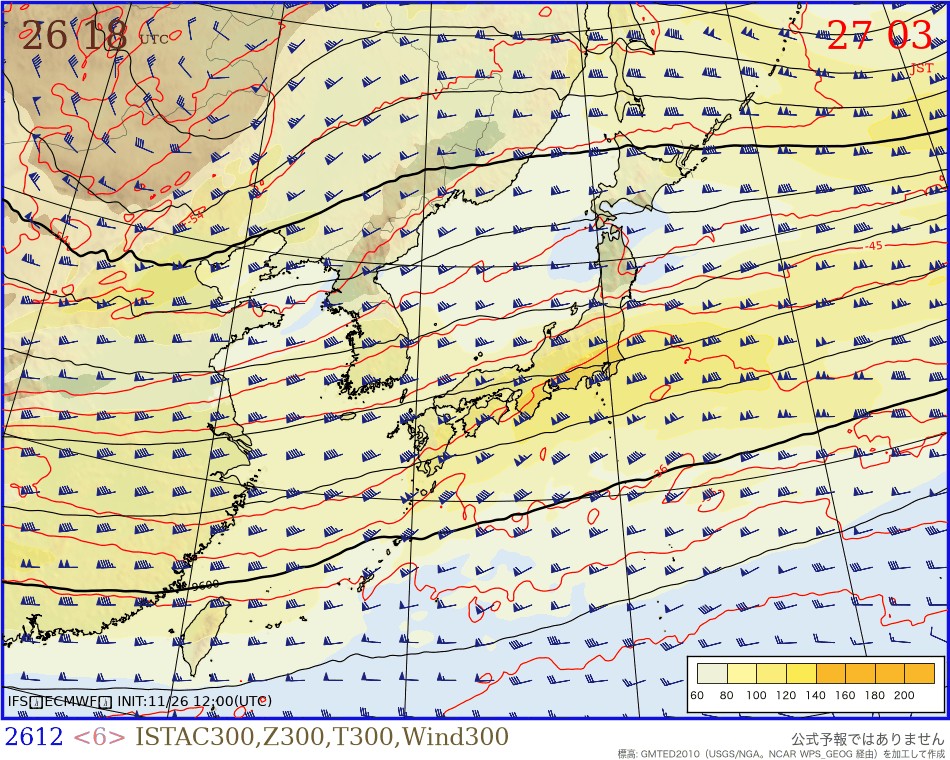 26 18 UTC
27 03
JST
-54
-45
-36
9600
60 80 100 120 140 160 180 200
IFS ECMWF INIT:11/26 12:00(UTC)
2612 <6> ISTAC300,Z300,T300,Wind300
公式予報ではありません
標高: GMTED2010（USGS/NGA。NCAR WPS_GEOG 経由）を加工して作成